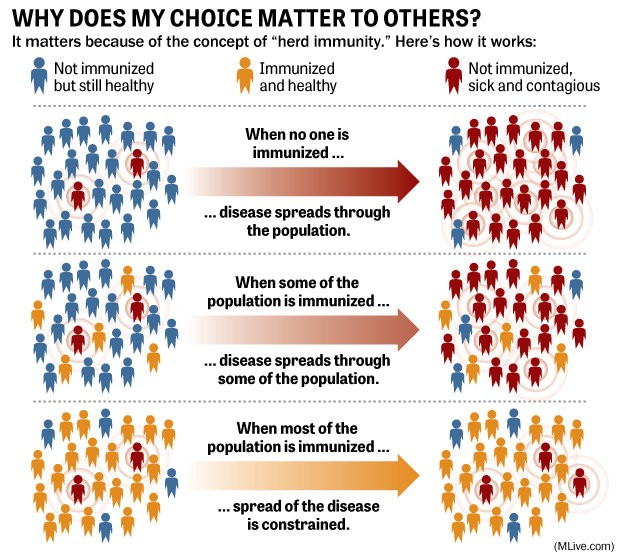 WHY DOES MY CHOICE MATTER TO OTHERS?
It matters because of the concept of “herd immunity.” Here’s how it works:
Not immunized
but still healthy
Immunized
and healthy
Not immunized,
sick and contagious
When no one is
immunized ...
... disease spreads through
the population.
When some of the
population is immunized ...
... disease spreads through
some of the population.
When most of the
population is immunized ...
... spread of the disease
is constrained.
(MLive.com)